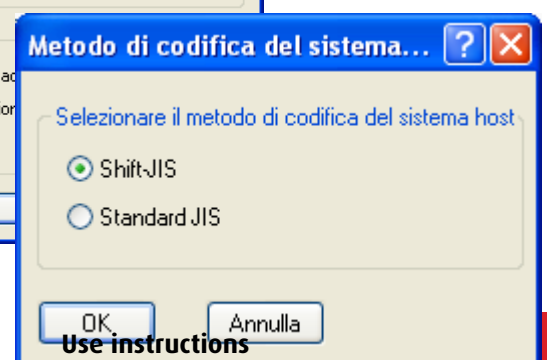 Metodo di codifica del sistema...
Selezionare il metodo di codifica del sistema host
Shift-JIS
Standard JIS
OK
Annulla
Use instructions